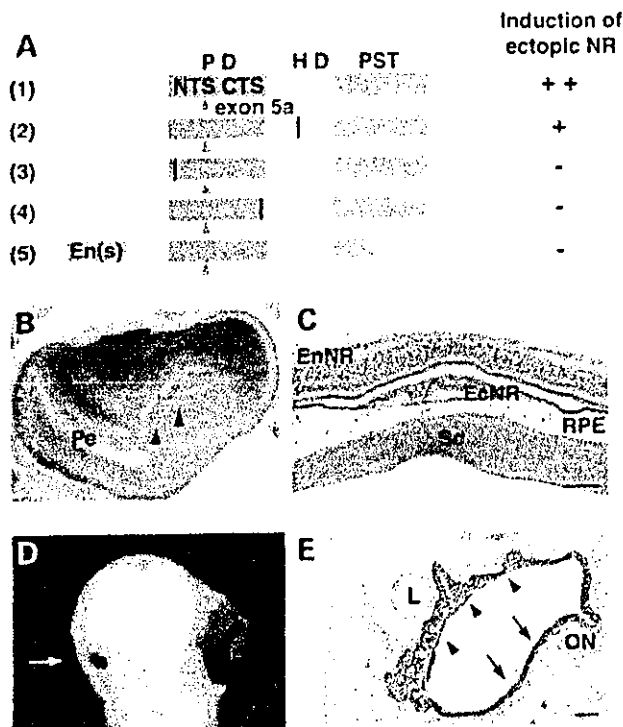 Induction of
ectopic NR
A
P D H D PST
(1) NTS CTS + +
exon 5a
(2) +
(3) -
(4) -
(5) En(s) -
B
Pe
C
EnNR
EcNR
RPE
Sc
D
E
L
ON